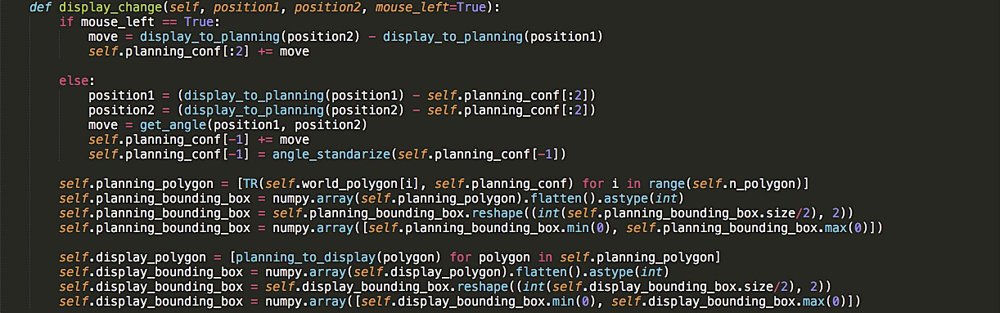 def display_change(self, position1, position2, mouse_left=True):
    if mouse_left == True:
        move = display_to_planning(position2) - display_to_planning(position1)
        self.planning_conf[:2] += move

    else:
        position1 = (display_to_planning(position1) - self.planning_conf[:2])
        position2 = (display_to_planning(position2) - self.planning_conf[:2])
        move = get_angle(position1, position2)
        self.planning_conf[-1] += move
        self.planning_conf[-1] = angle_standarize(self.planning_conf[-1])

    self.planning_polygon = [TR(self.world_polygon[i], self.planning_conf) for i in range(self.n_polygon)]
    self.planning_bounding_box = numpy.array(self.planning_polygon).flatten().astype(int)
    self.planning_bounding_box = self.planning_bounding_box.reshape((int(self.planning_bounding_box.size/2), 2))
    self.planning_bounding_box = numpy.array([self.planning_bounding_box.min(0), self.planning_bounding_box.max(0)])

    self.display_polygon = [planning_to_display(polygon) for polygon in self.planning_polygon]
    self.display_bounding_box = numpy.array(self.display_polygon).flatten().astype(int)
    self.display_bounding_box = self.display_bounding_box.reshape((int(self.display_bounding_box.size/2), 2))
    self.display_bounding_box = numpy.array([self.display_bounding_box.min(0), self.display_bounding_box.max(0)])